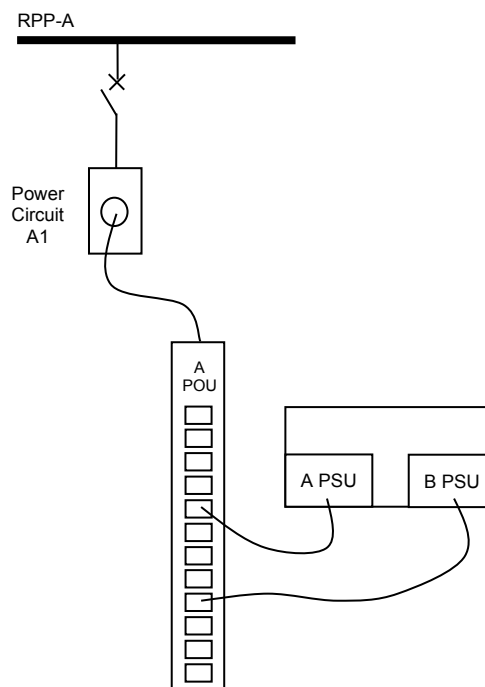 RPP-A
Power
Circuit
A1
A
POU
A PSU
B PSU